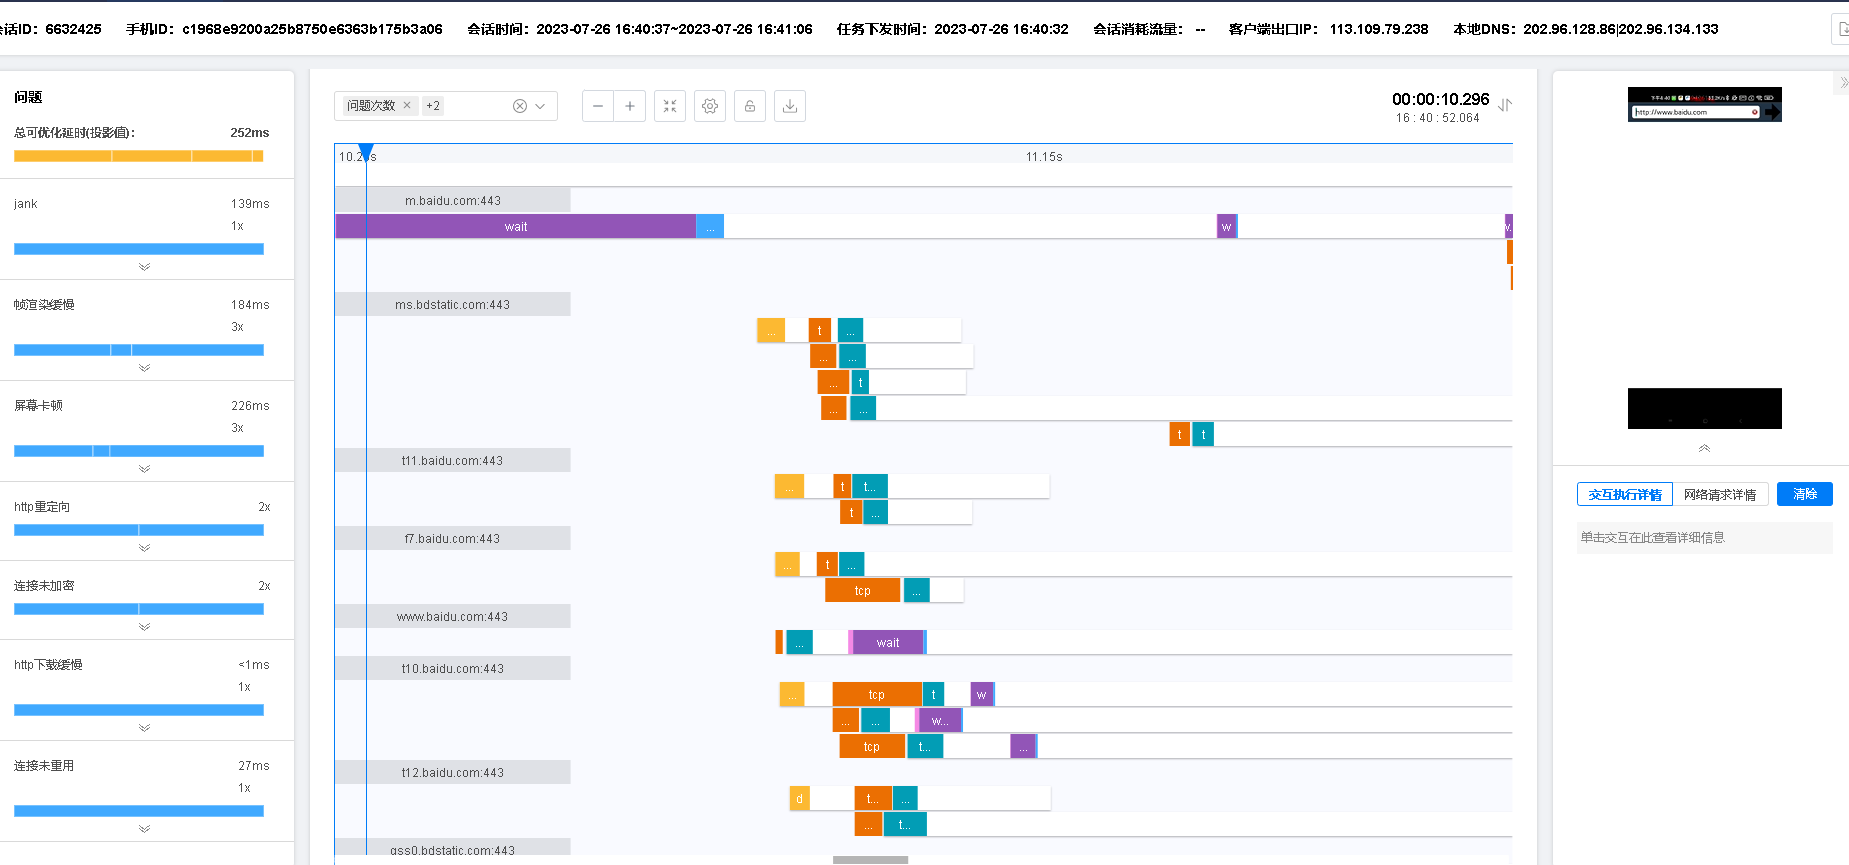 会话ID：6632425 手机ID：c1968e9200a25b8750e6363b175b3a06 会话时间：2023-07-26 16:40:37~2023-07-26 16:41:06 任务下发时间：2023-07-26 16:40:32 会话消耗流量： -- 客户端出口IP： 113.109.79.238 本地DNS：202.96.128.86|202.96.134.133
问题
总可优化延时(投影值)： 252ms
jank 139ms
1x
帧渲染缓慢 184ms
3x
屏幕卡顿 226ms
3x
http重定向 2x
连接未加密 2x
http下载缓慢 <1ms
1x
连接未重用 27ms
1x
问题次数 × +2
00:00:10.296
16 : 40 : 52.064
11.15s
m.baidu.com:443
wait ... w w.
ms.bdstatic.com:443
... t ...
... ...
... t
... ...
t t
t11.baidu.com:443
... t t...
t ...
f7.baidu.com:443
... t ...
tcp ...
www.baidu.com:443
... wait
t10.baidu.com:443
... tcp t w
... ... w...
tcp t... ...
t12.baidu.com:443
d t... ...
... t...
gss0.bdstatic.com:443
http://www.baidu.com
交互执行详情 网络请求详情 清除
单击交互在此查看详细信息